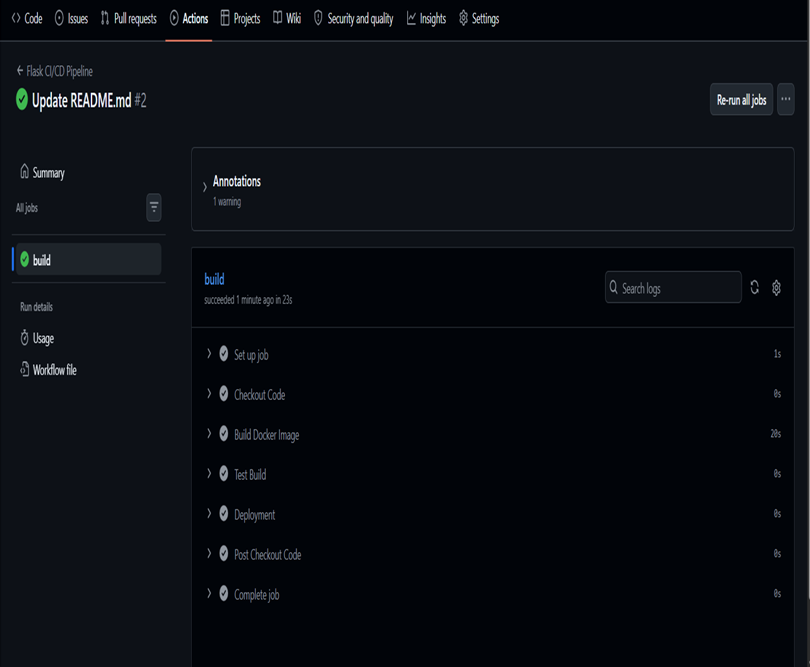 Code Issues Pull requests Actions Projects Wiki Security and quality Insights Settings
Flask CI/CD Pipeline
Update README.md #2
Re-run all jobs
Summary
All jobs
build
Run details
Usage
Workflow file
Annotations
1 warning
build
succeeded 1 minute ago in 23s
Search logs
Set up job 1s
Checkout Code 0s
Build Docker Image 20s
Test Build 0s
Deployment 0s
Post Checkout Code 0s
Complete job 0s